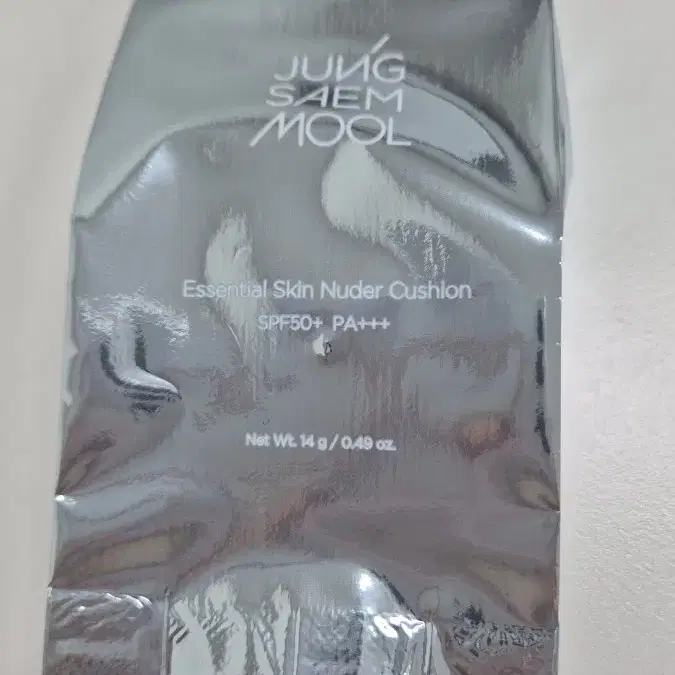 JUNG
SAEM
MOOL
Essential Skin Nuder Cushion
SPF50+ PA+++
Net Wt. 14 g / 0.49 oz.